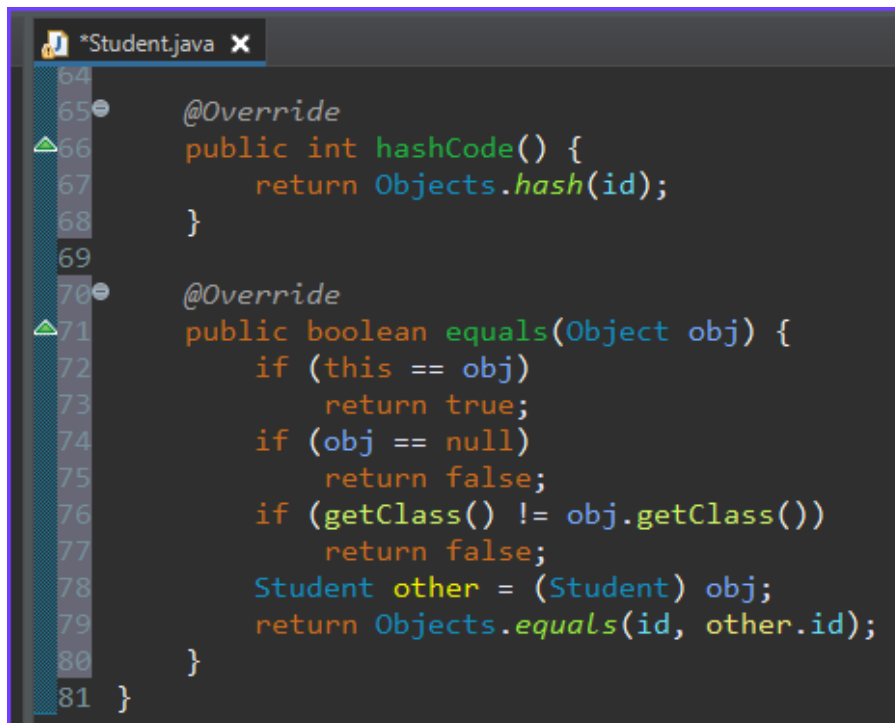 *Student.java
64
65 @Override
66 public int hashCode() {
67 return Objects.hash(id);
68 }
69
70 @Override
71 public boolean equals(Object obj) {
72 if (this == obj)
73 return true;
74 if (obj == null)
75 return false;
76 if (getClass() != obj.getClass())
77 return false;
78 Student other = (Student) obj;
79 return Objects.equals(id, other.id);
80 }
81 }